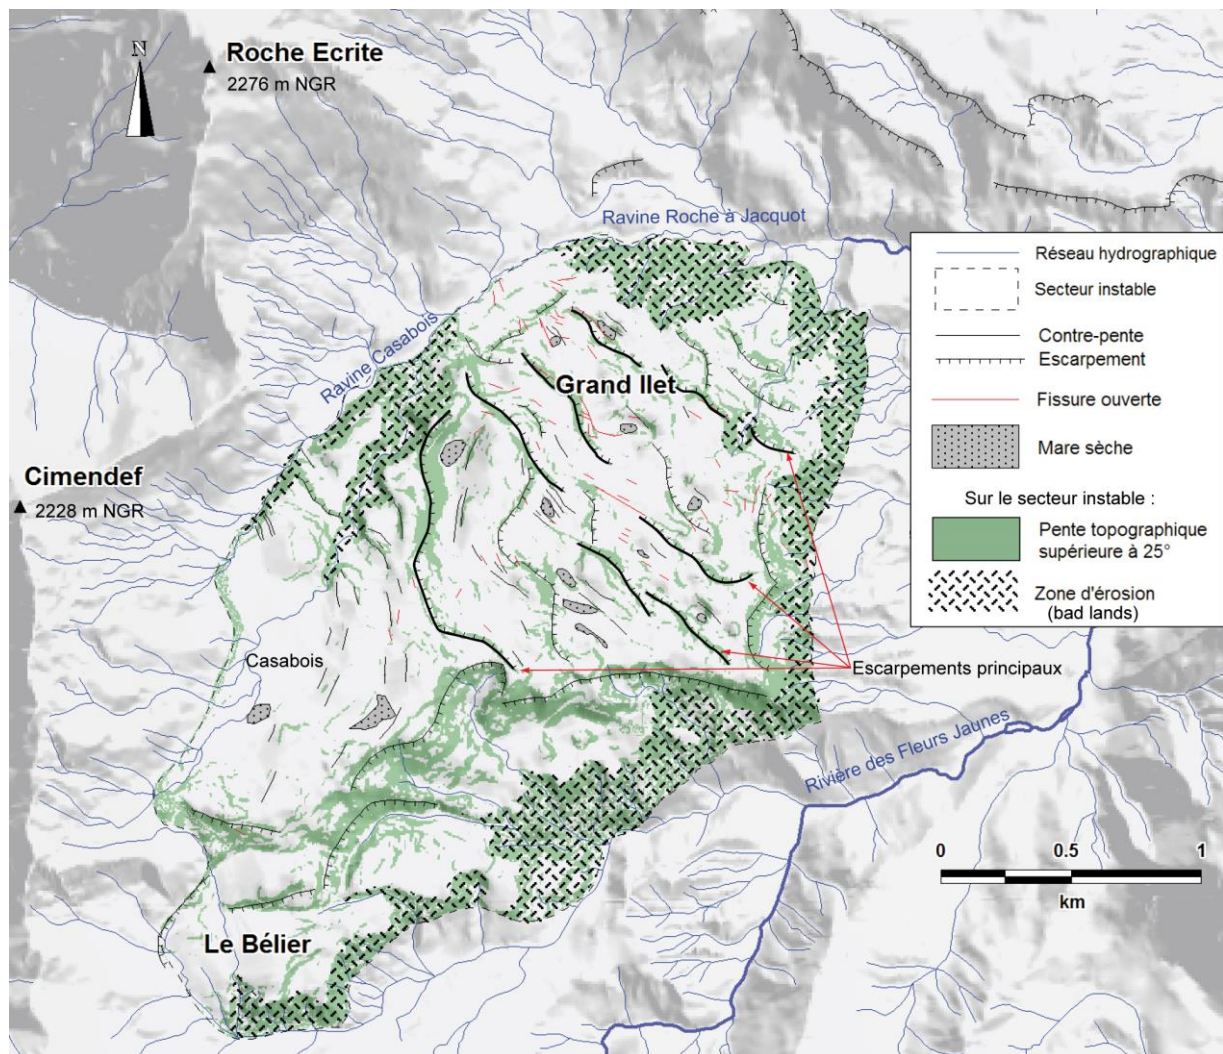 N
Roche Ecrite
2276 m NGR
Ravine Roche à Jacquot
Réseau hydrographique
Secteur instable
Contre-pente
Escarpement
Ravine Casabois
Grand Ilet
Fissure ouverte
Mare sèche
Cimendef
2228 m NGR
Sur le secteur instable :
Pente topographique
supérieure à 25°
Zone d'érosion
(bad lands)
Casabois
Escarpements principaux
Rivière des Fleurs Jaunes
0 0.5 1
km
Le Bélier